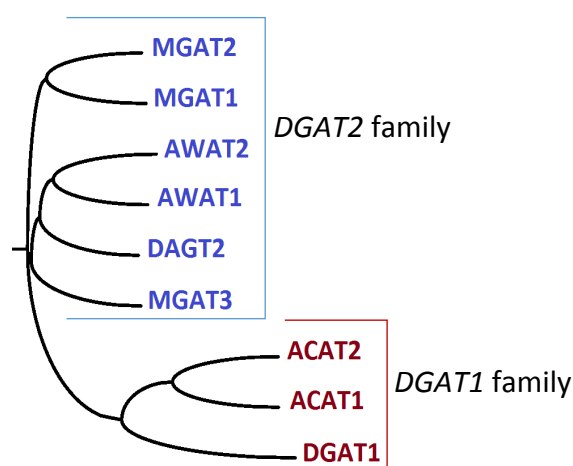 MGAT2
MGAT1
DGAT2 family
AWAT2
AWAT1
DAGT2
MGAT3
ACAT2
DGAT1 family
ACAT1
DGAT1